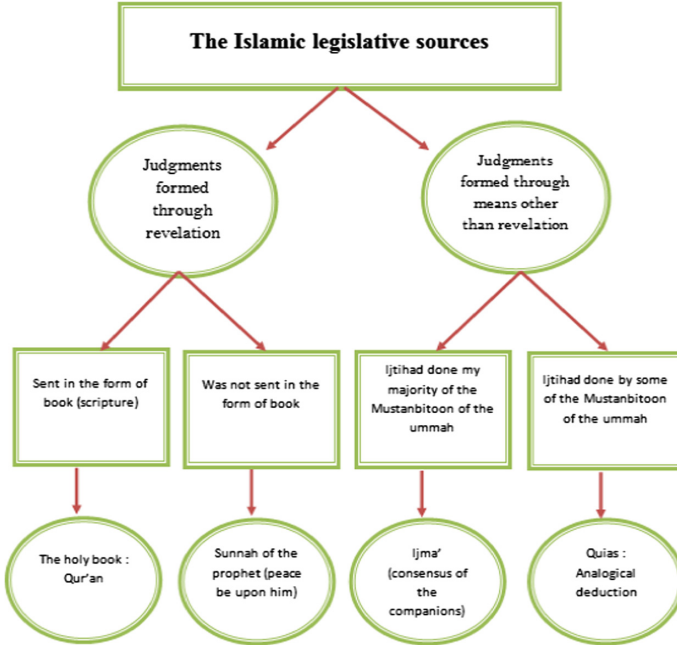 The Islamic legislative sources
Judgments
formed
through
revelation
Judgments
formed through
means other
than revelation
Sent in the form of
book (scripture)
Was not sent in the
form of book
Ijtihad done my
majority of the
Mustanbitoon of the
ummah
Ijtihad done by some
of the Mustanbitoon
of the ummah
The holy book :
Qur'an
Sunnah of the
prophet (peace
be upon him)
Ijma'
(consensus of
the
companions)
Quias :
Analogical
deduction